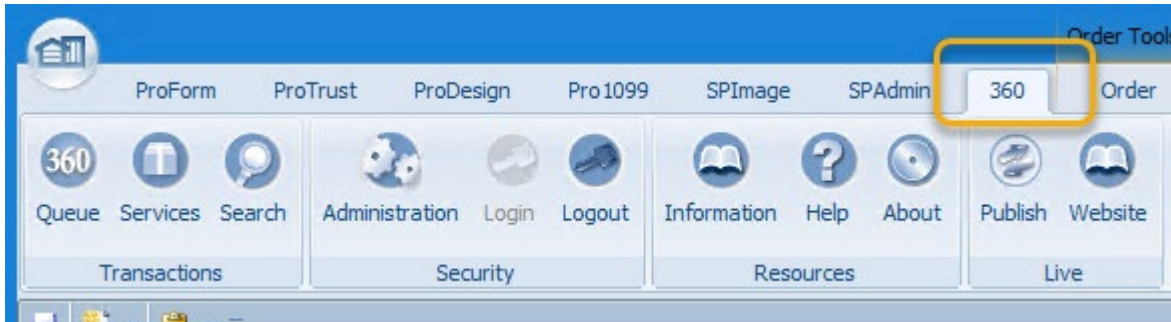 Order Tools
ProForm ProTrust ProDesign Pro1099 SPImage SPAdmin 360 Order
360
Queue Services Search Administration Login Logout Information Help About Publish Website
Transactions Security Resources Live